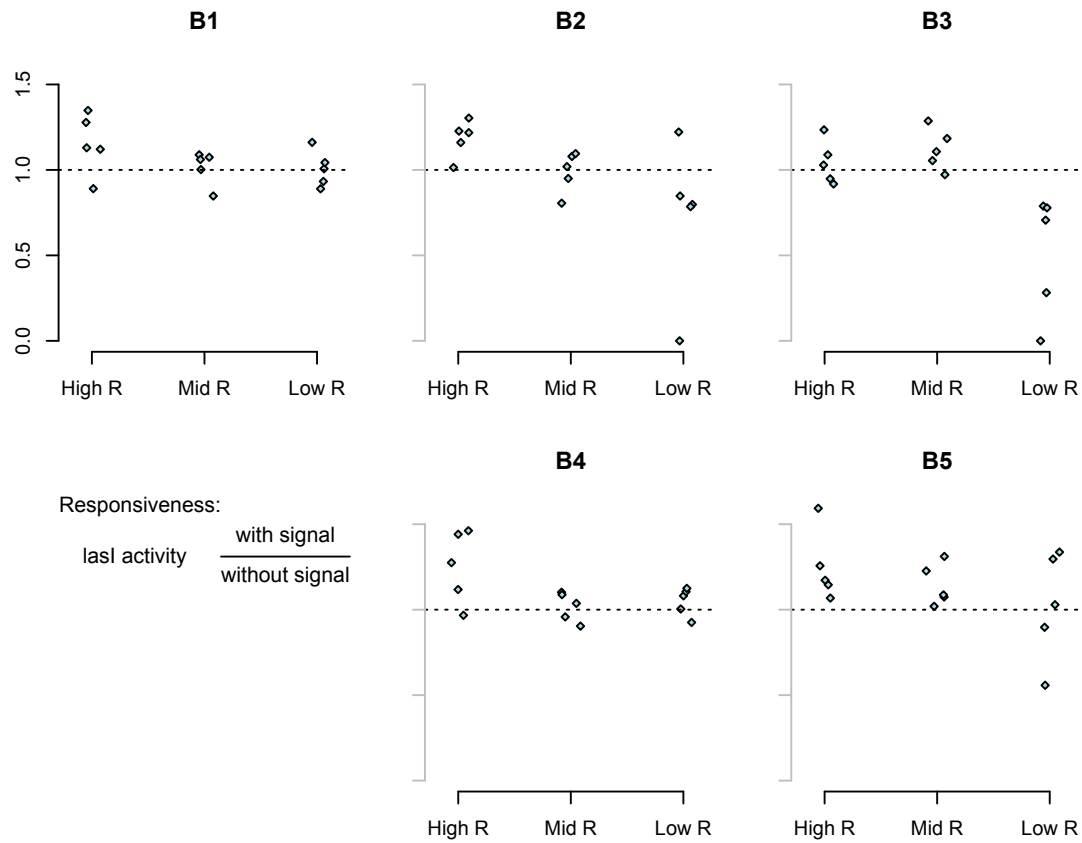 B1
B2
B3
1.5
1.0
0.5
0.0
High R Mid R Low R
High R Mid R Low R
High R Mid R Low R
B4
B5
Responsiveness:
lasI activity
with signal
without signal
High R Mid R Low R
High R Mid R Low R